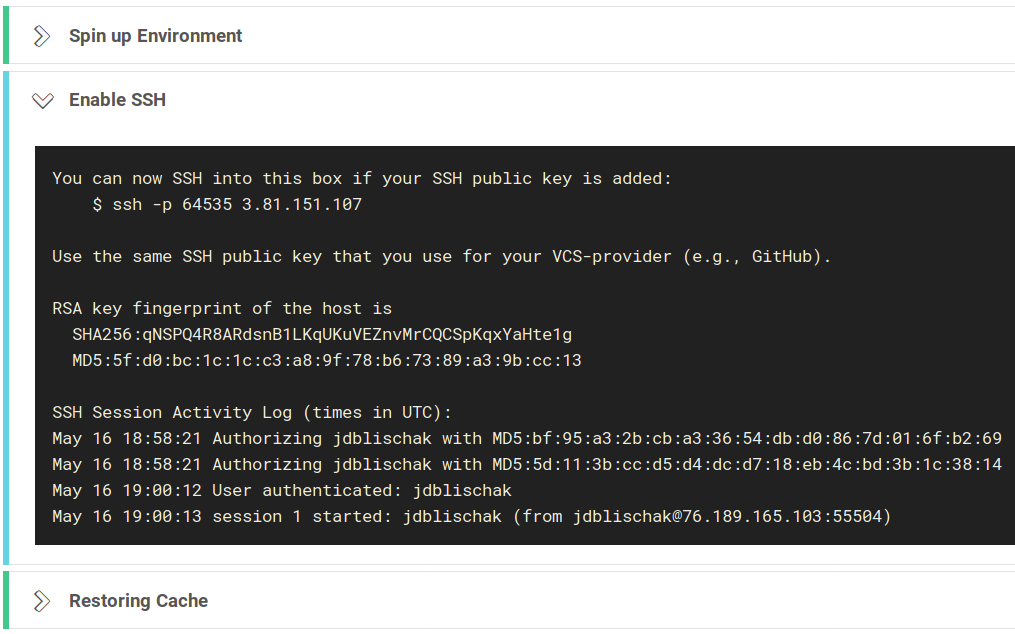 Spin up Environment
Enable SSH
You can now SSH into this box if your SSH public key is added:
$ ssh -p 64535 3.81.151.107
Use the same SSH public key that you use for your VCS-provider (e.g., GitHub).
RSA key fingerprint of the host is
SHA256:qNSPQ4R8ARdsnB1LKqUKuVEZnvMrCQCSpKqxYaHte1g
MD5:5f:d0:bc:1c:1c:c3:a8:9f:78:b6:73:89:a3:9b:cc:13
SSH Session Activity Log (times in UTC):
May 16 18:58:21 Authorizing jdblischak with MD5:bf:95:a3:2b:cb:a3:36:54:db:d0:86:7d:01:6f:b2:69
May 16 18:58:21 Authorizing jdblischak with MD5:5d:11:3b:cc:d5:d4:dc:d7:18:eb:4c:bd:3b:1c:38:14
May 16 19:00:12 User authenticated: jdblischak
May 16 19:00:13 session 1 started: jdblischak (from jdblischak@76.189.165.103:55504)
Restoring Cache